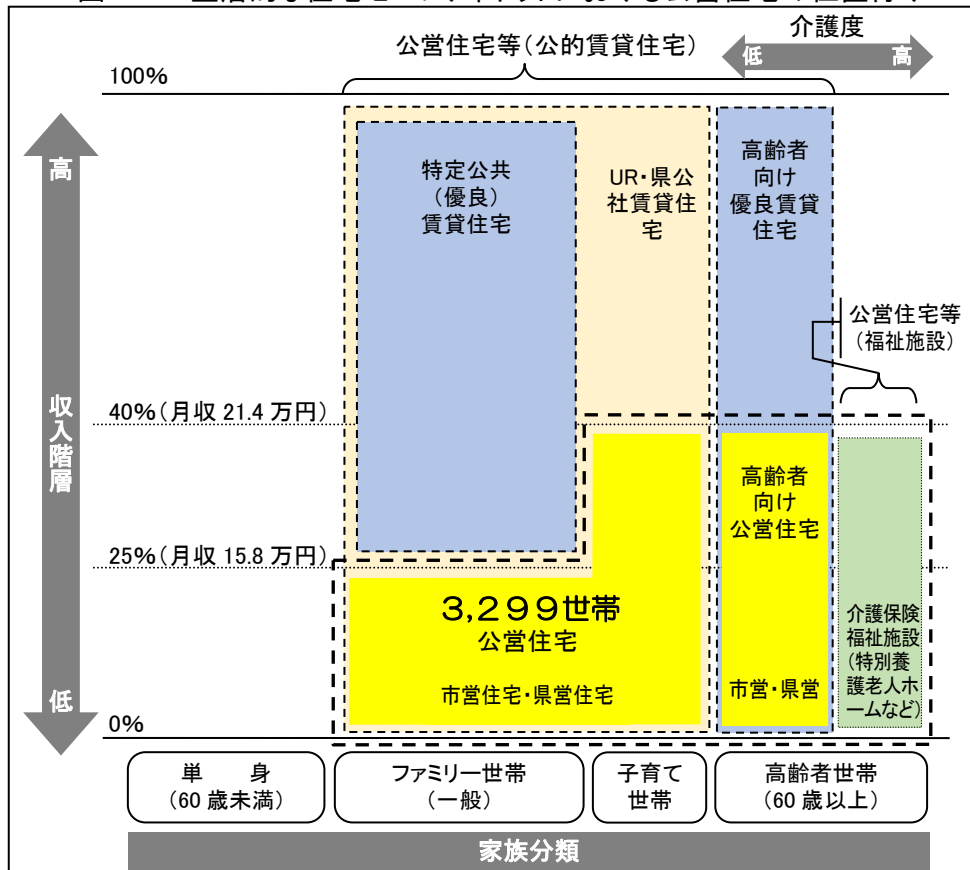 公営住宅等(公的賃貸住宅)
介護度
低 高
100%
高
収入階層
低
特定公共
(優良)
賃貸住宅
UR・県公
社賃貸住
宅
高齢者
向け
優良賃貸
住宅
公営住宅等
(福祉施設)
40%(月収 21.4 万円)
25%(月収 15.8 万円)
0%
3,299世帯
公営住宅
市営住宅・県営住宅
高齢者
向け
公営住宅
市営・県営
介護保険
福祉施設
(特別養
護老人ホ
ームなど)
単 身
(60 歳未満)
ファミリー世帯
(一般)
子育て
世帯
高齢者世帯
(60 歳以上)
家族分類